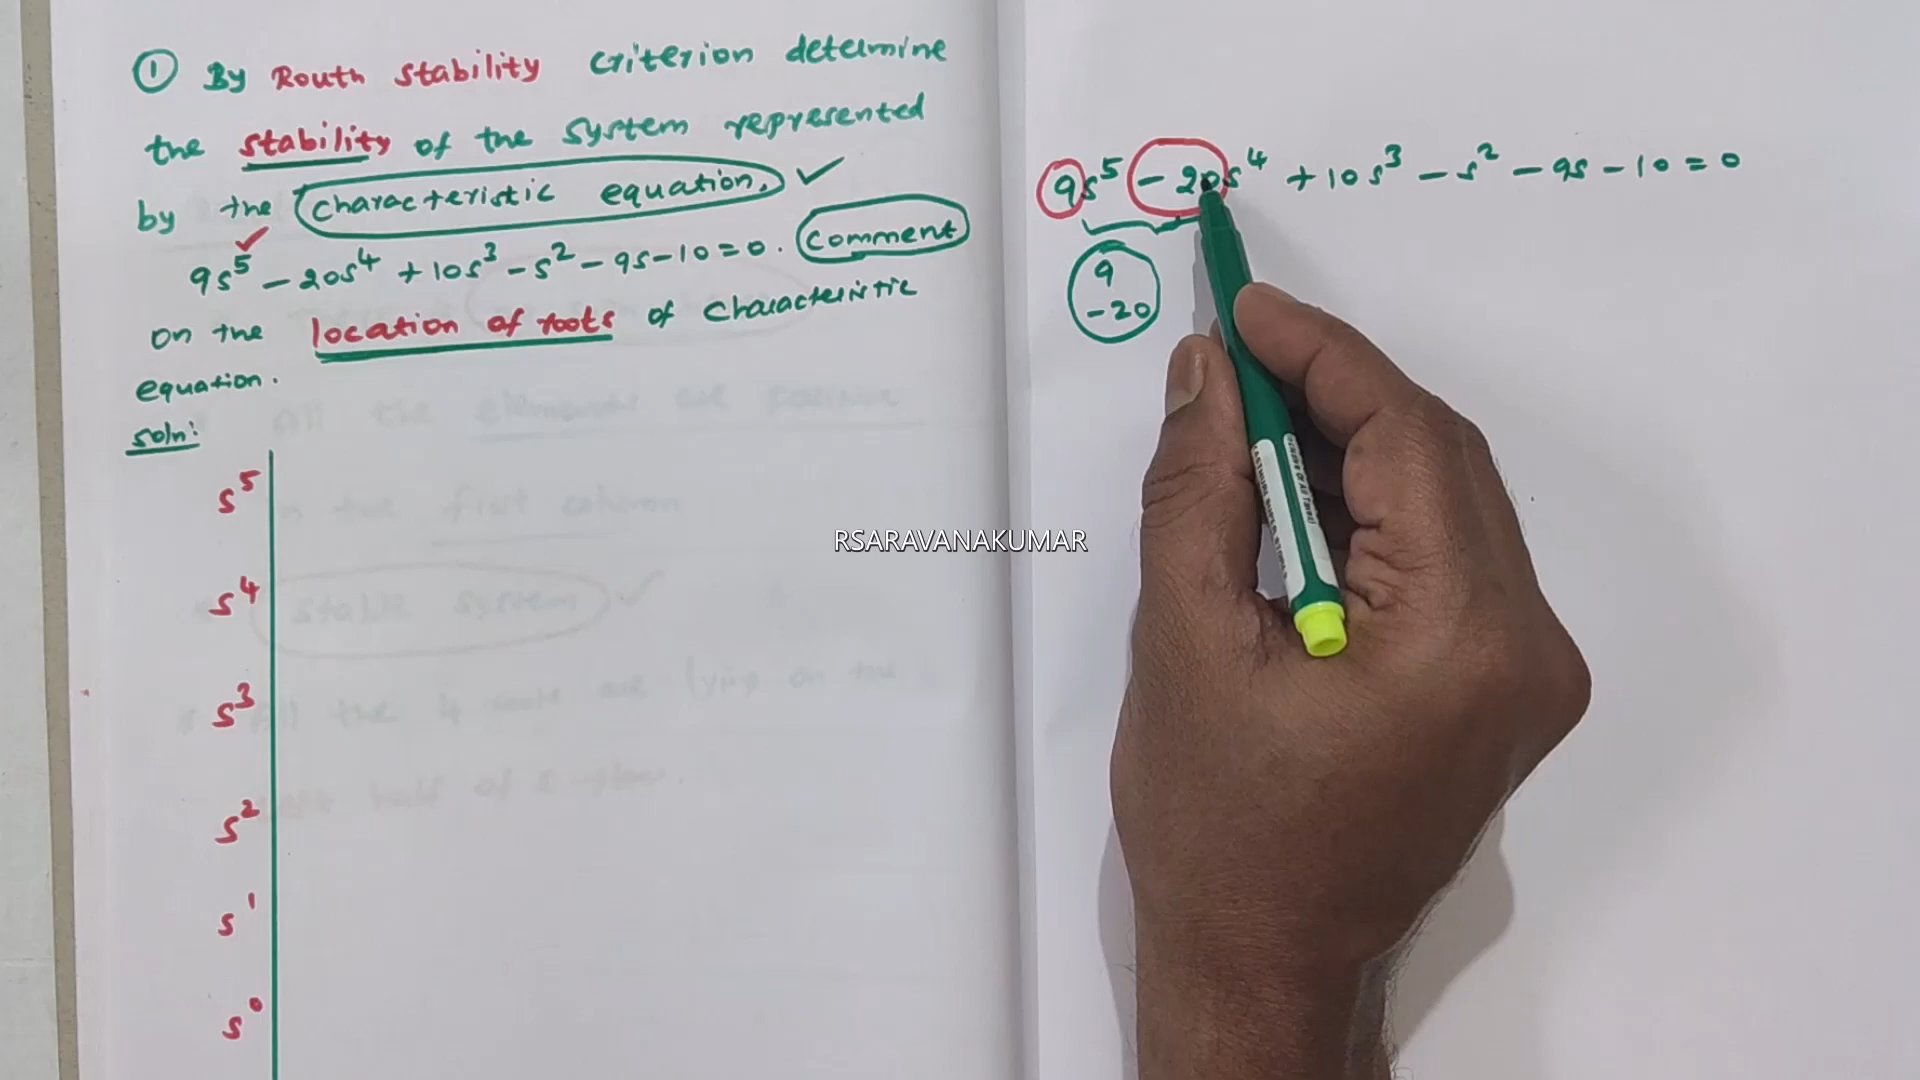 ① By Routh stability criterion determine
the stability of the system represented
by the characteristic equation, ✓
9s⁵ - 20s⁴ + 10s³ - s² - 9s - 10 = 0. Comment
on the location of roots of characteristic
equation.
soln:
s⁵
s⁴
s³
s²
s¹
s⁰
9s⁵ - 20s⁴ + 10s³ - s² - 9s - 10 = 0
9
-20
RSARAVANAKUMAR